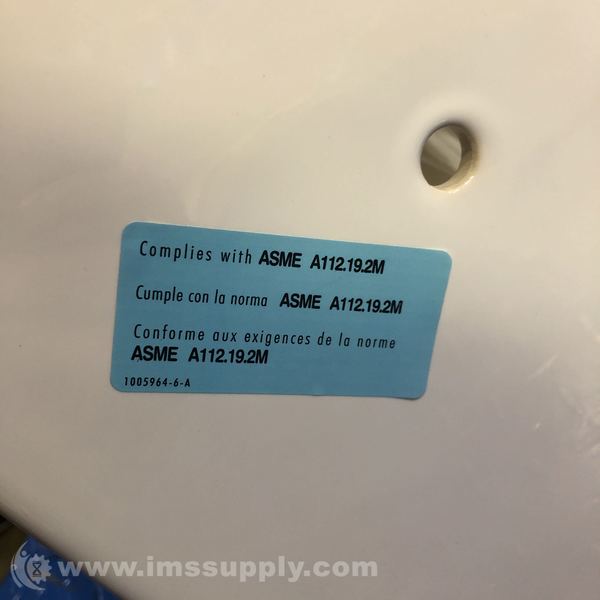 Complies with ASME A112.19.2M
Cumple con la norma ASME A112.19.2M
Conforme aux exigences de la norme
ASME A112.19.2M
1005964-6-A
www.imssupply.com